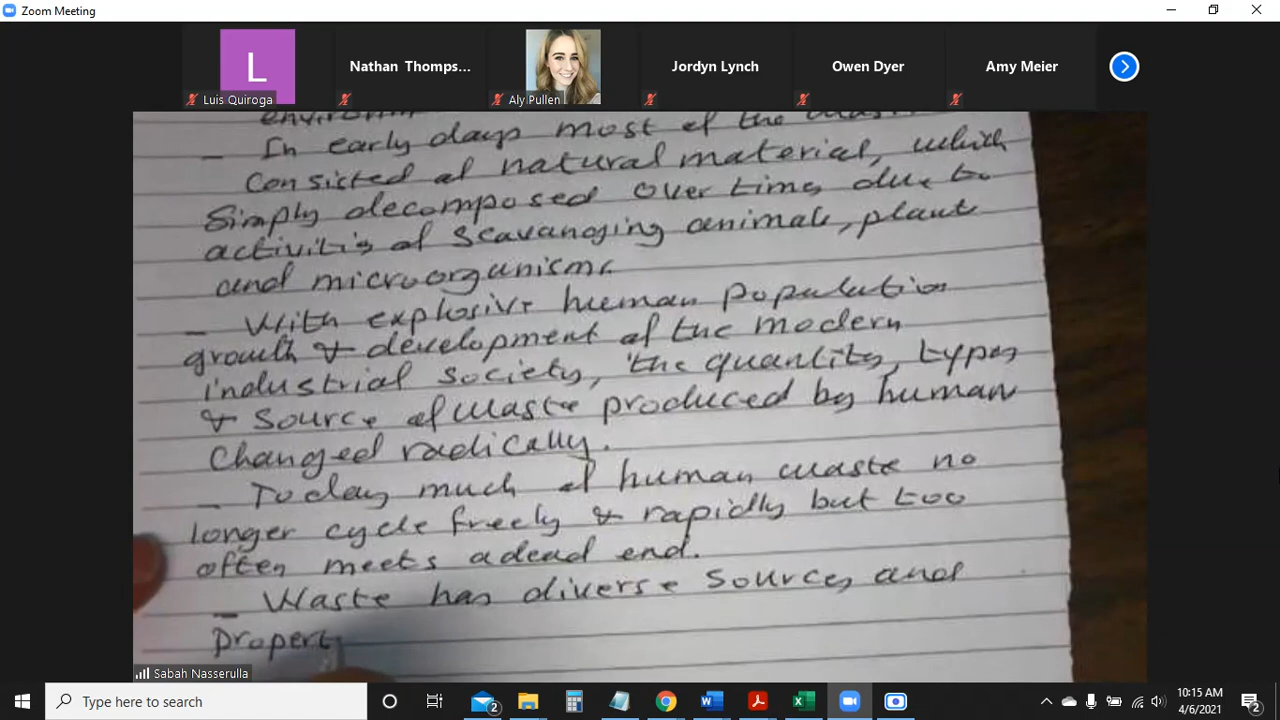 Zoom Meeting
L
Luis Quiroga
Nathan Thomps...
Aly Pullen
Jordyn Lynch
Owen Dyer
Amy Meier
- In early days most of the
consisted of natural material, which
simply decomposed over time, due to
activities of scavanging animals, plant
and microorganisms
- With explosive human population
growth & development of the modern
industrial society, the quantity, types
& source of waste produced by human
changed radically.
- Today much of human waste no
longer cycle freely & rapidly but too
often meets a dead end.
- Waste has diverse sources and
propert
Sabah Nasserulla
Type here to search
2
10:15 AM
4/6/2021
2